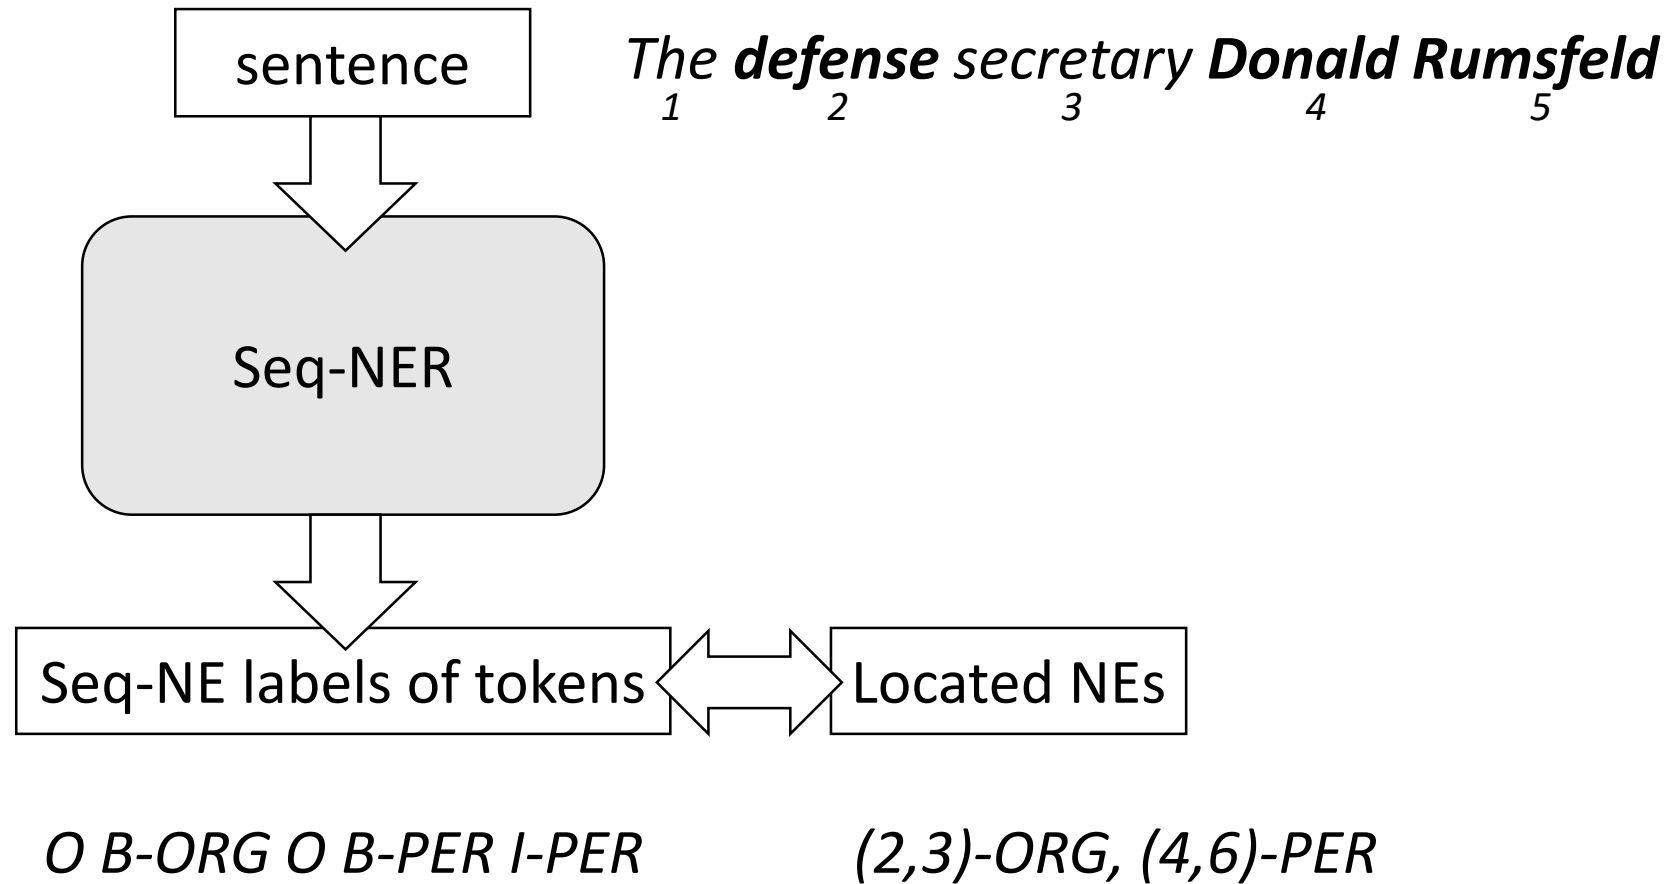 sentence
The defense secretary Donald Rumsfeld
1 2 3 4 5
Seq-NER
Seq-NE labels of tokens
Located NEs
O B-ORG O B-PER I-PER
(2,3)-ORG, (4,6)-PER